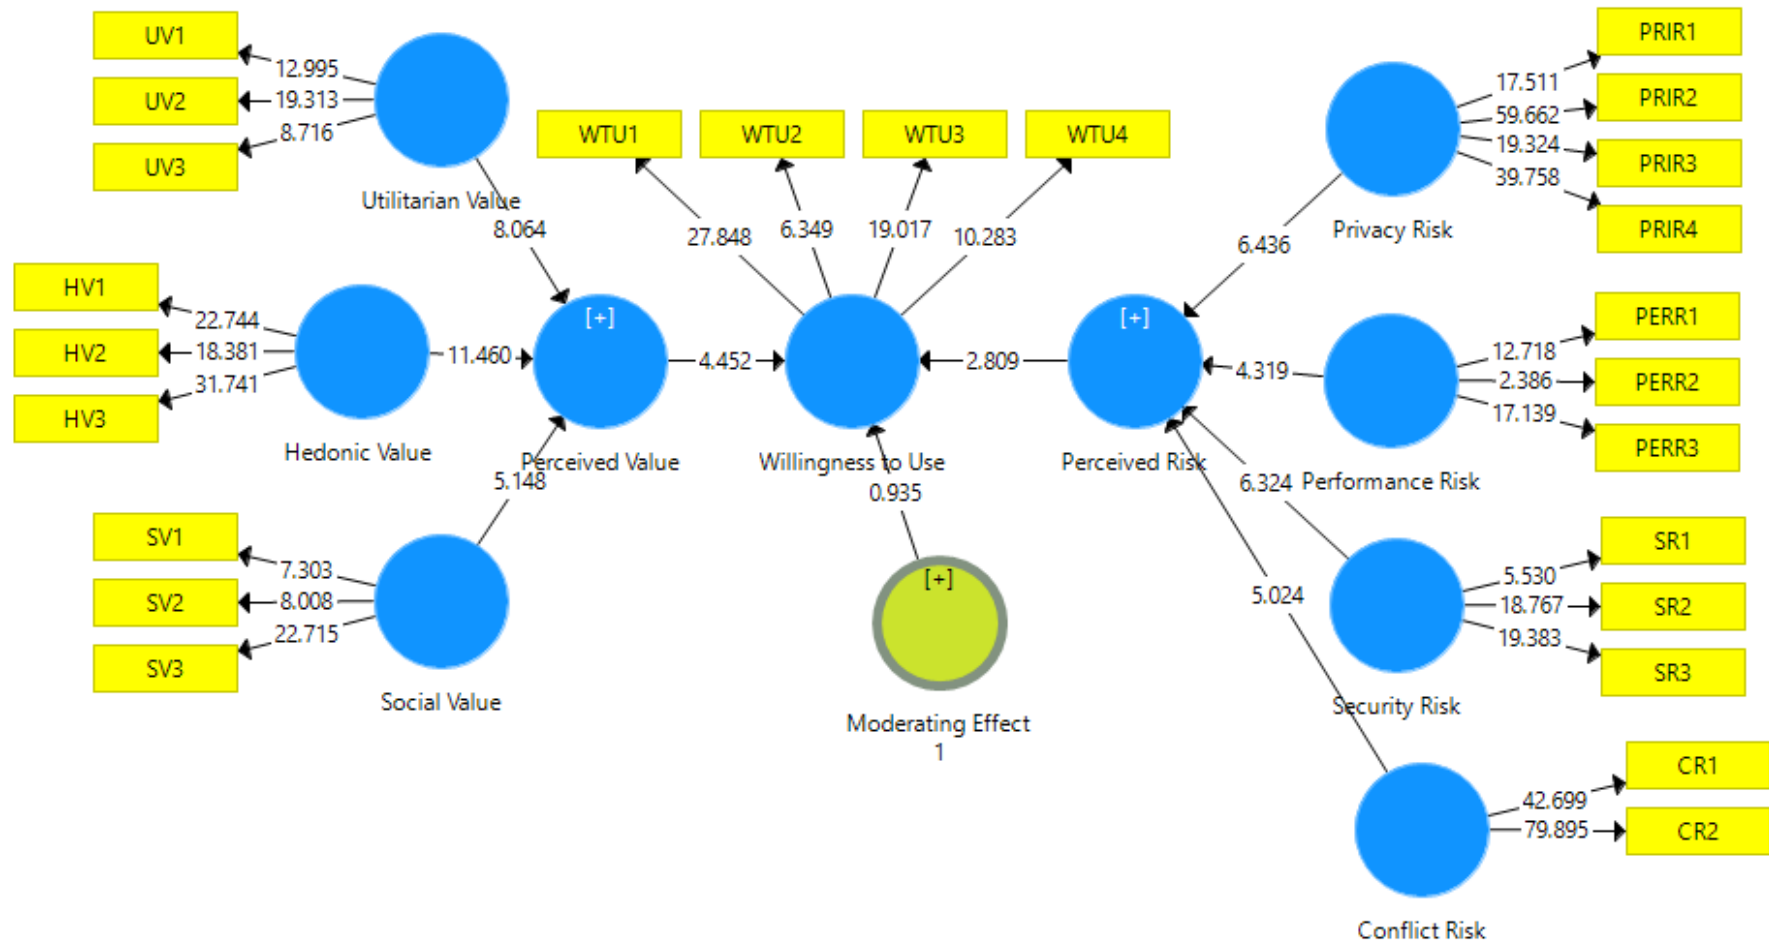 UV1
UV2
UV3
12.995
19.313
8.716
Utilitarian Value
8.064
HV1
HV2
HV3
22.744
18.381
31.741
Hedonic Value
11.460
SV1
SV2
SV3
7.303
8.008
22.715
Social Value
5.148
[+]
Perceived Value
4.452
WTU1
WTU2
WTU3
WTU4
27.848
6.349
19.017
10.283
Willingness to Use
0.935
[+]
Moderating Effect
1
2.809
[+]
Perceived Risk
PRIR1
PRIR2
PRIR3
PRIR4
17.511
59.662
19.324
39.758
Privacy Risk
6.436
PERR1
PERR2
PERR3
12.718
2.386
17.139
Performance Risk
4.319
SR1
SR2
SR3
5.530
18.767
19.383
Security Risk
6.324
CR1
CR2
42.699
79.895
Conflict Risk
5.024